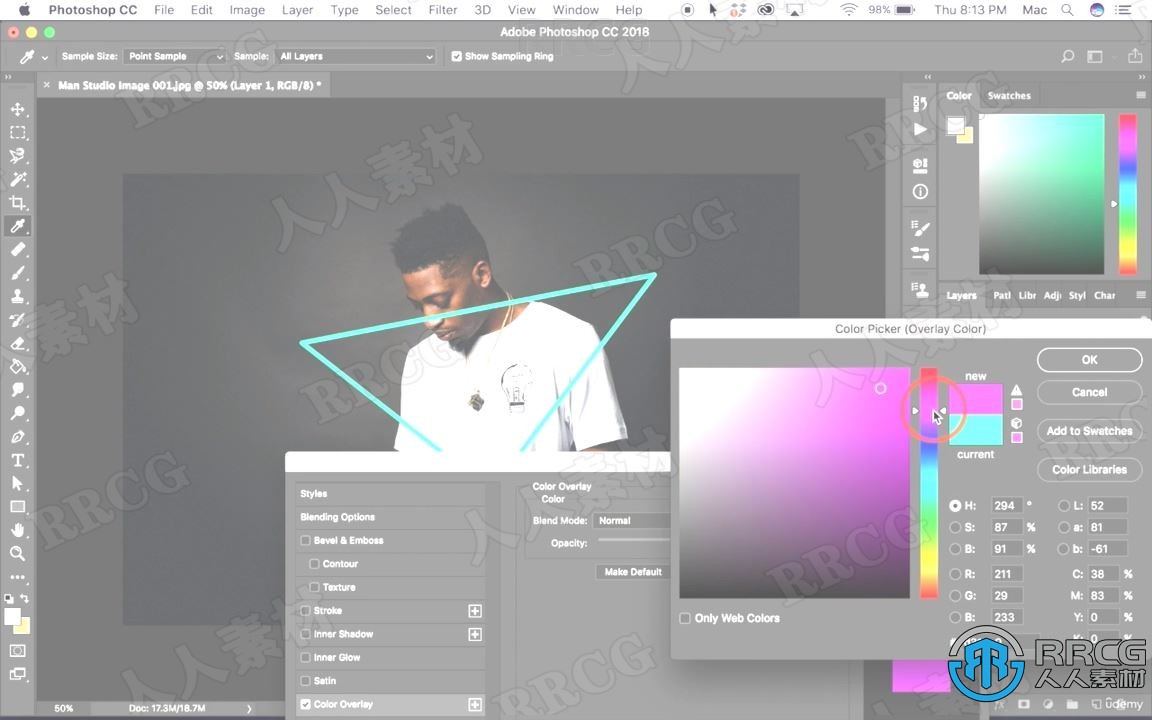 Photoshop CC File Edit Image Layer Type Select Filter 3D View Window Help 98% Thu 8:13 PM Mac
Adobe Photoshop CC 2018
Sample Size: Point Sample Sample: All Layers Show Sampling Ring
Man Studio Image 001.jpg @ 50% (Layer 1, RGB/8) *
Color Swatches
Layers Patl Libr Adj Styl Char
Color Picker (Overlay Color)
new
current
OK
Cancel
Add to Swatches
Color Libraries
H: 294 °
S: 87 %
B: 91 %
R: 211
G: 29
B: 233
L: 52
a: 81
b: -61
C: 38 %
M: 83 %
Y: 0 %
K: 0
Only Web Colors
Styles
Blending Options
Bevel & Emboss
Contour
Texture
Stroke
Inner Shadow
Inner Glow
Satin
Color Overlay
Color Overlay
Color
Blend Mode: Normal
Opacity:
Make Default
50% Doc: 17.3M/18.7M
RRCG
人人素材
ûdemy